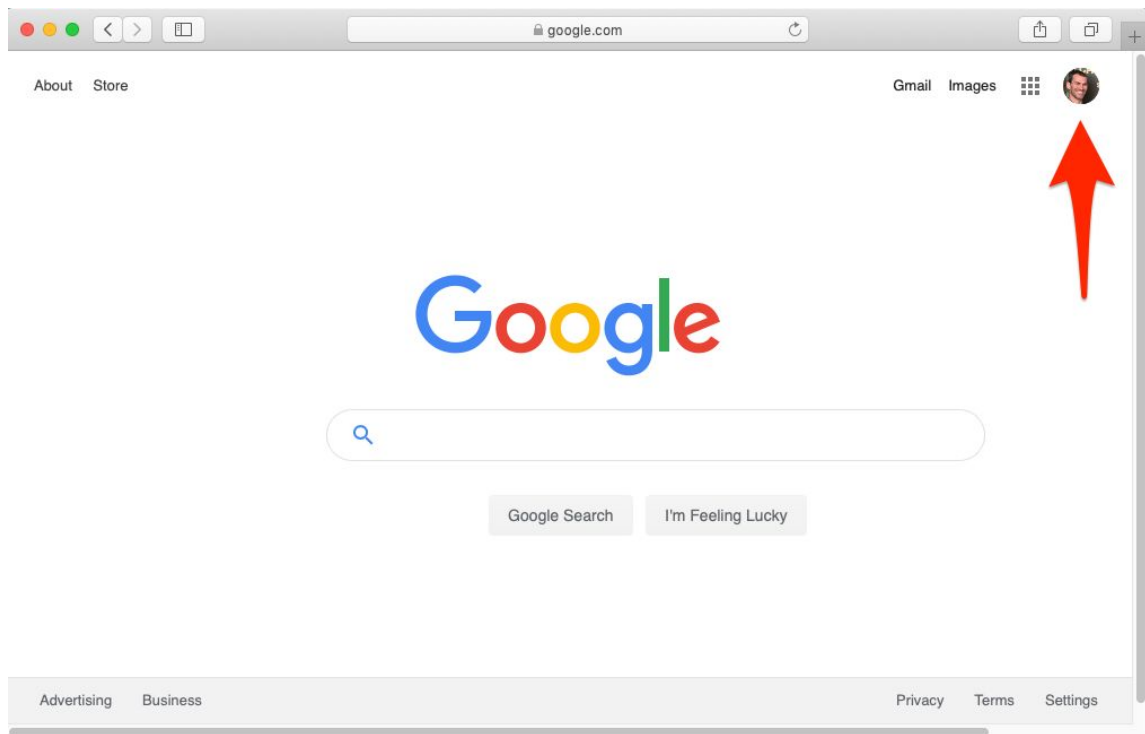 google.com
About Store Gmail Images
Google
Google Search I'm Feeling Lucky
Advertising Business Privacy Terms Settings